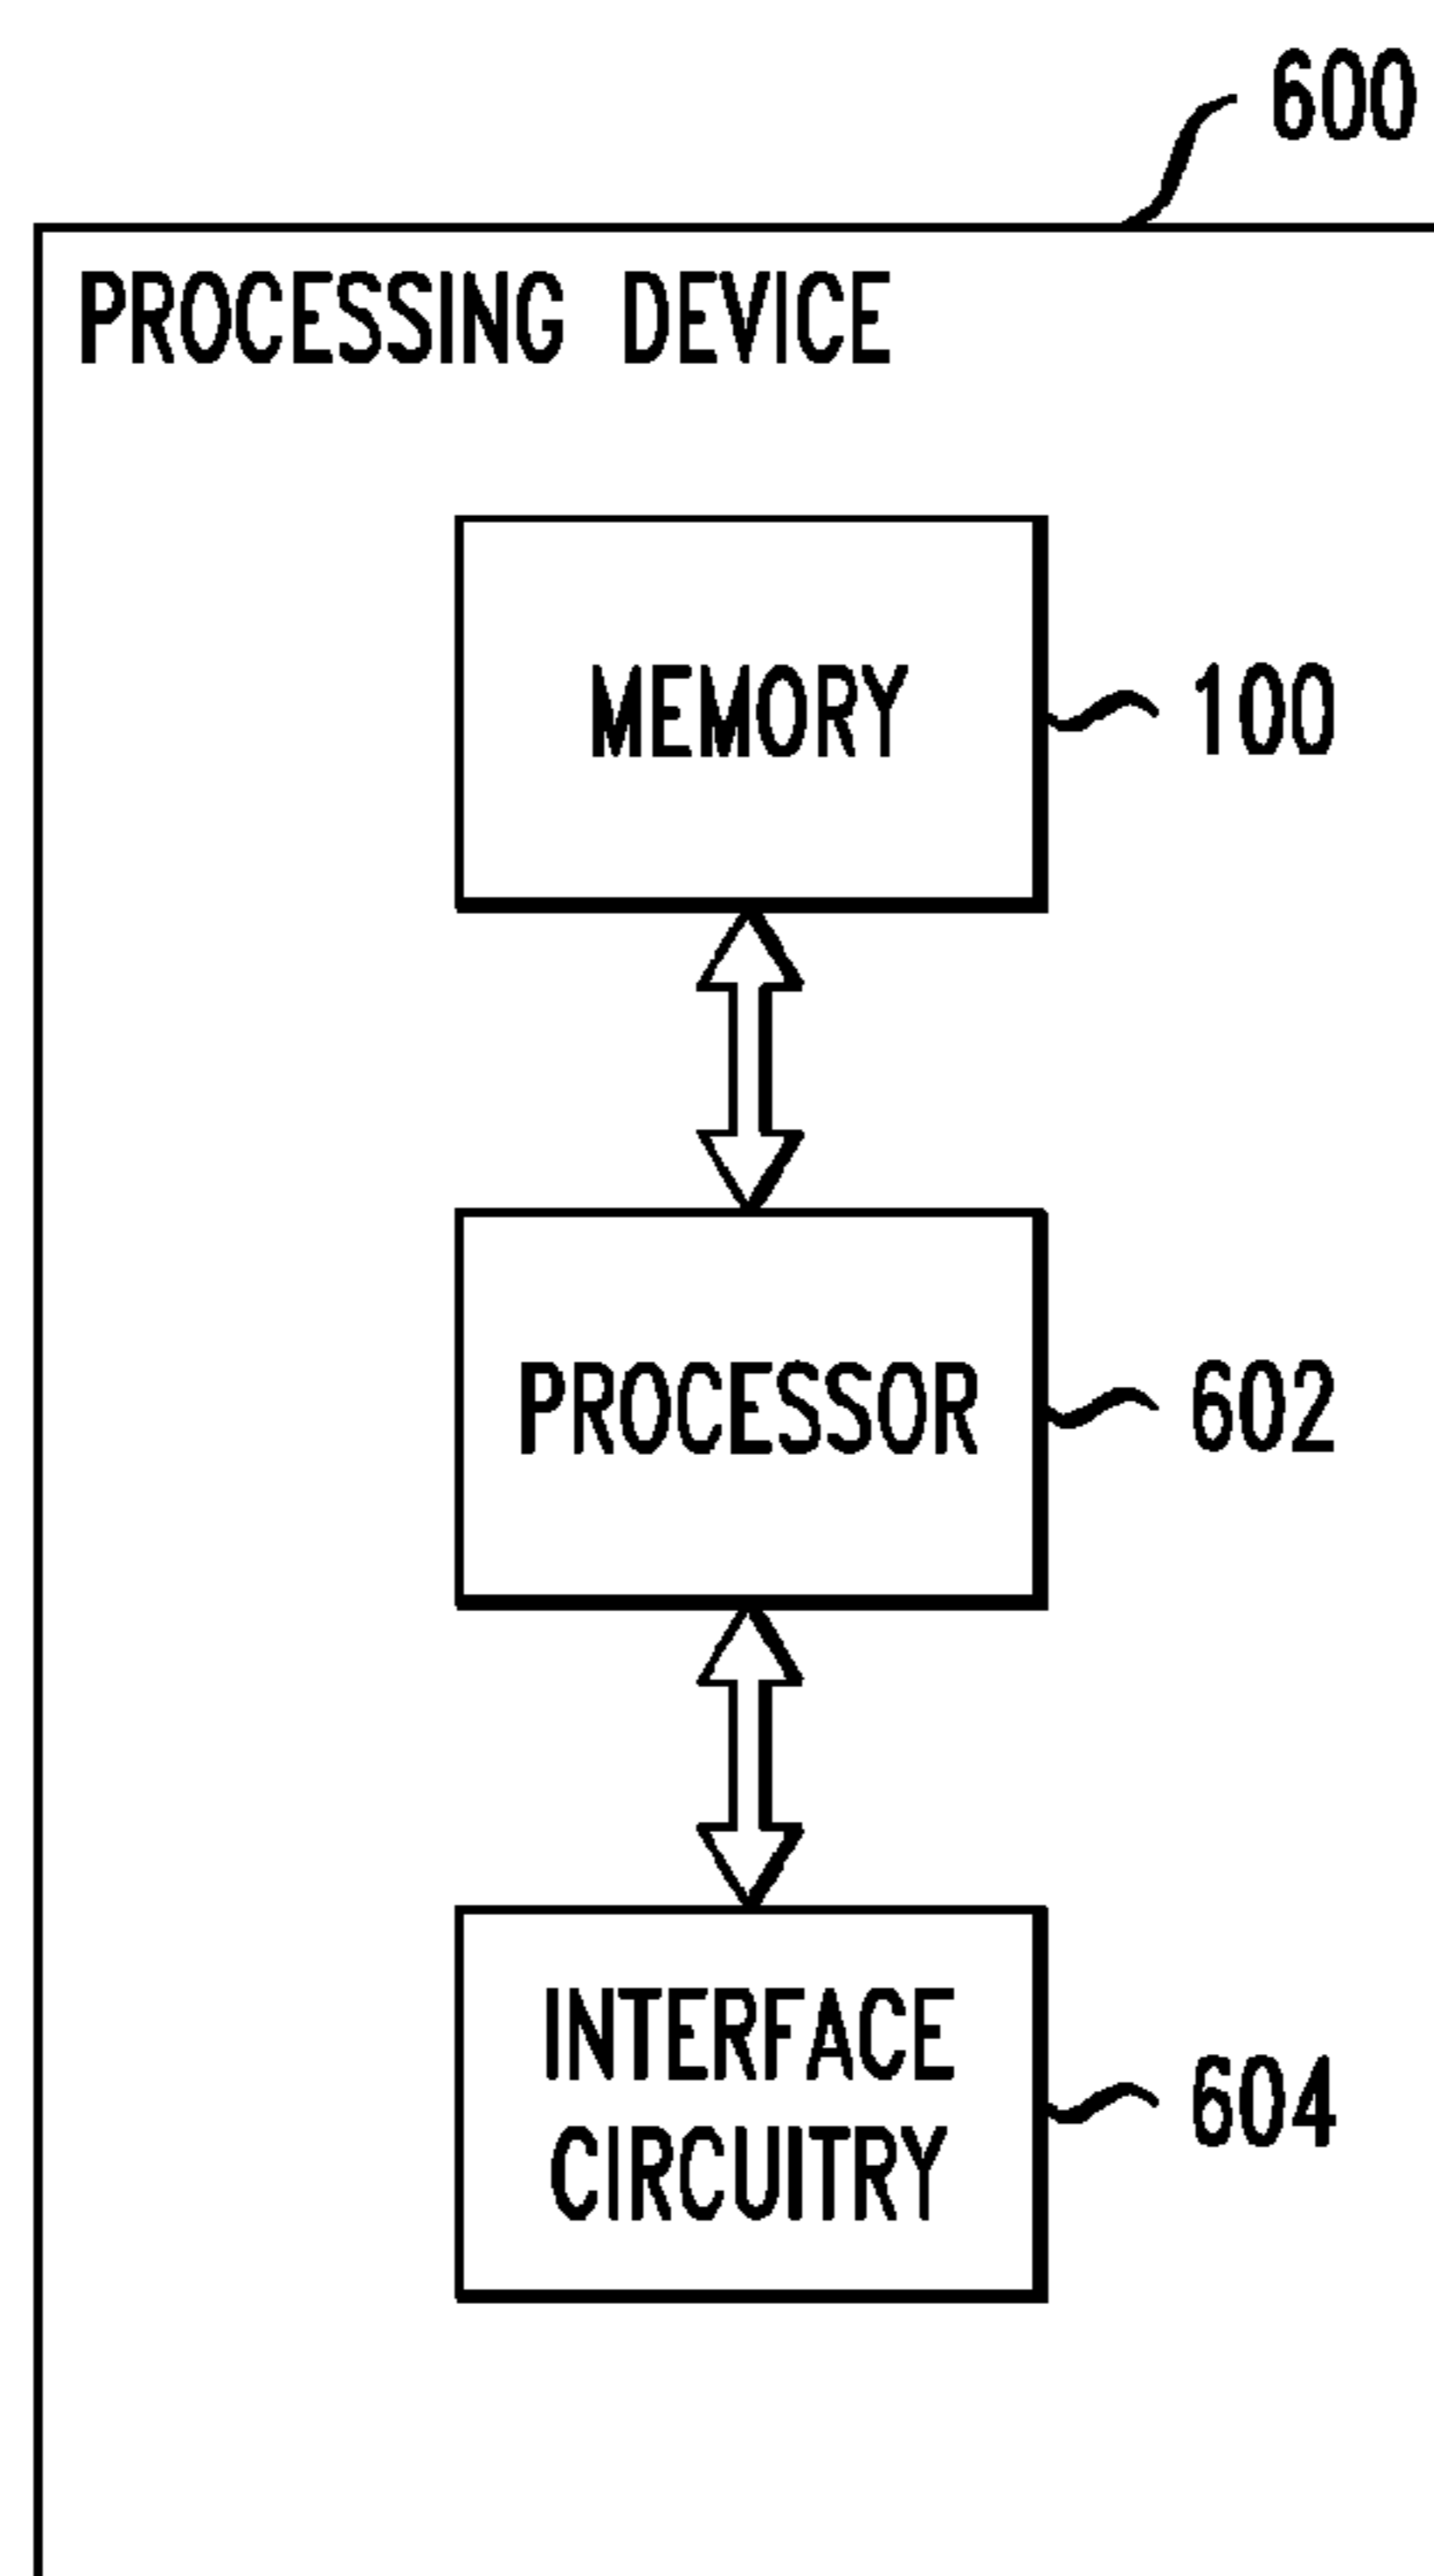 600
PROCESSING DEVICE
MEMORY
100
PROCESSOR
602
INTERFACE
CIRCUITRY
604